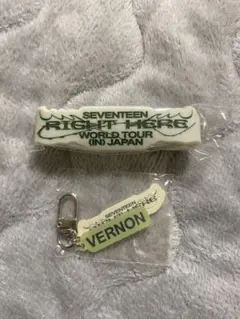 SEVENTEEN
RIGHT HERE
WORLD TOUR
(IN) JAPAN
SEVENTEEN
VERNON